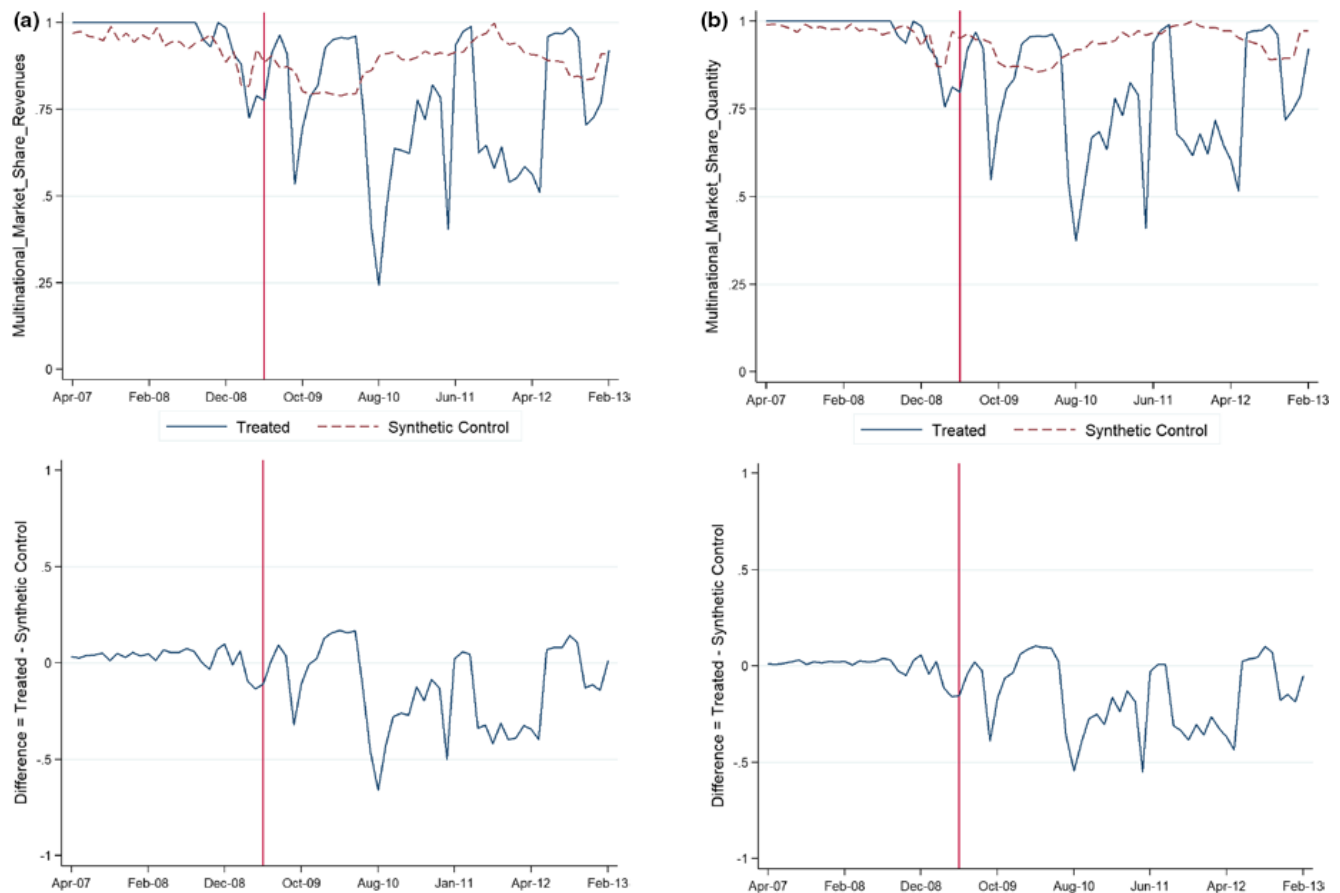 (a)
Multinational_Market_Share_Revenues
1
.75
.5
.25
0
Apr-07 Feb-08 Dec-08 Oct-09 Aug-10 Jun-11 Apr-12 Feb-13
Treated Synthetic Control
Difference = Treated - Synthetic Control
1
.5
0
-.5
-1
Apr-07 Feb-08 Dec-08 Oct-09 Aug-10 Jan-11 Apr-12 Feb-13
(b)
Multinational_Market_Share_Quantity
1
.75
.5
.25
0
Apr-07 Feb-08 Dec-08 Oct-09 Aug-10 Jun-11 Apr-12 Feb-13
Treated Synthetic Control
Difference = Treated - Synthetic Control
1
.5
0
-.5
-1
Apr-07 Feb-08 Dec-08 Oct-09 Aug-10 Jun-11 Apr-12 Feb-13